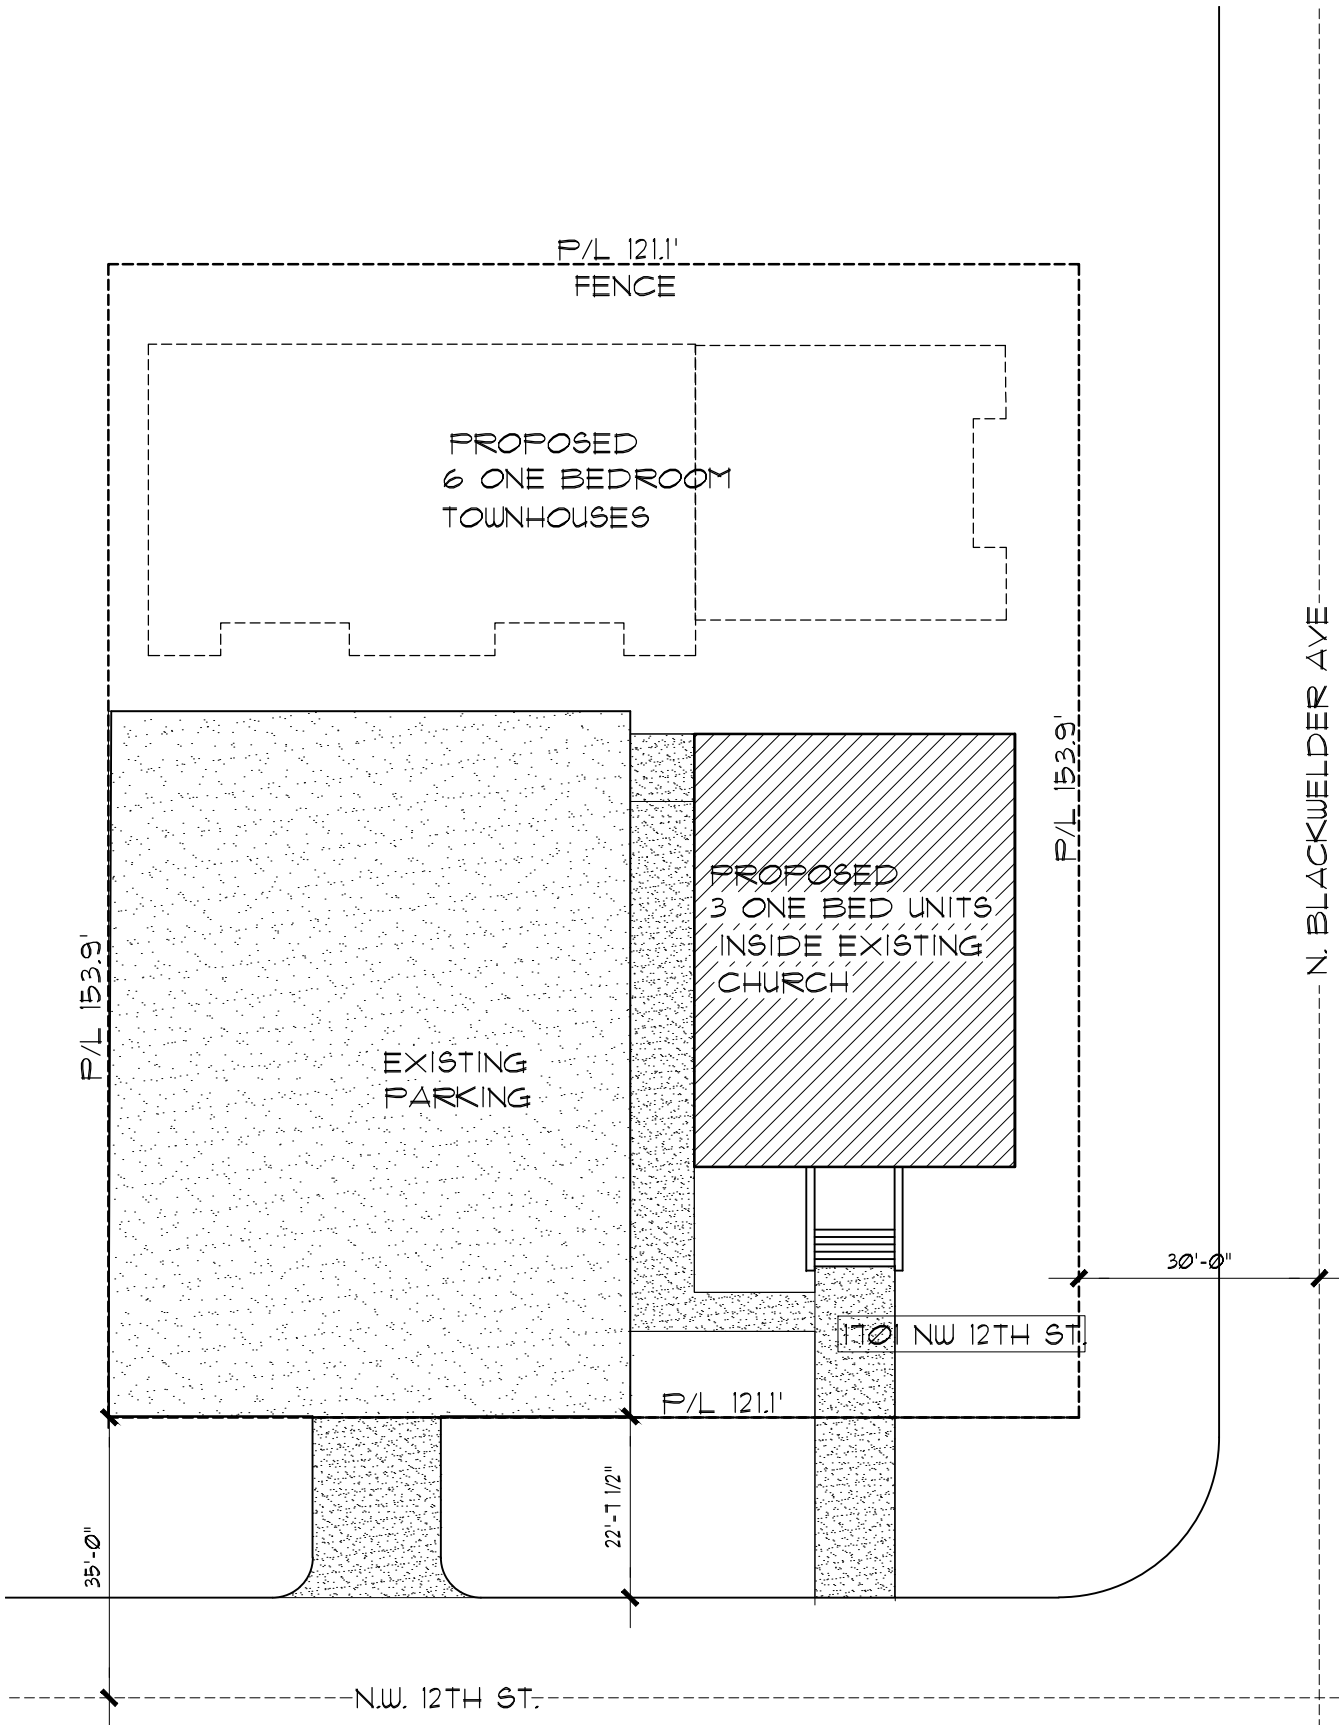 P/L 121.1'
FENCE
PROPOSED
6 ONE BEDROOM
TOWNHOUSES
N. BLACKWELDER AVE
P/L 153.9'
PROPOSED
3 ONE BED UNITS
INSIDE EXISTING
CHURCH
P/L 153.9'
EXISTING
PARKING
30'-0"
1701 NW 12TH ST.
P/L 121.1'
22'-7 1/2"
35'-0"
N.W. 12TH ST.